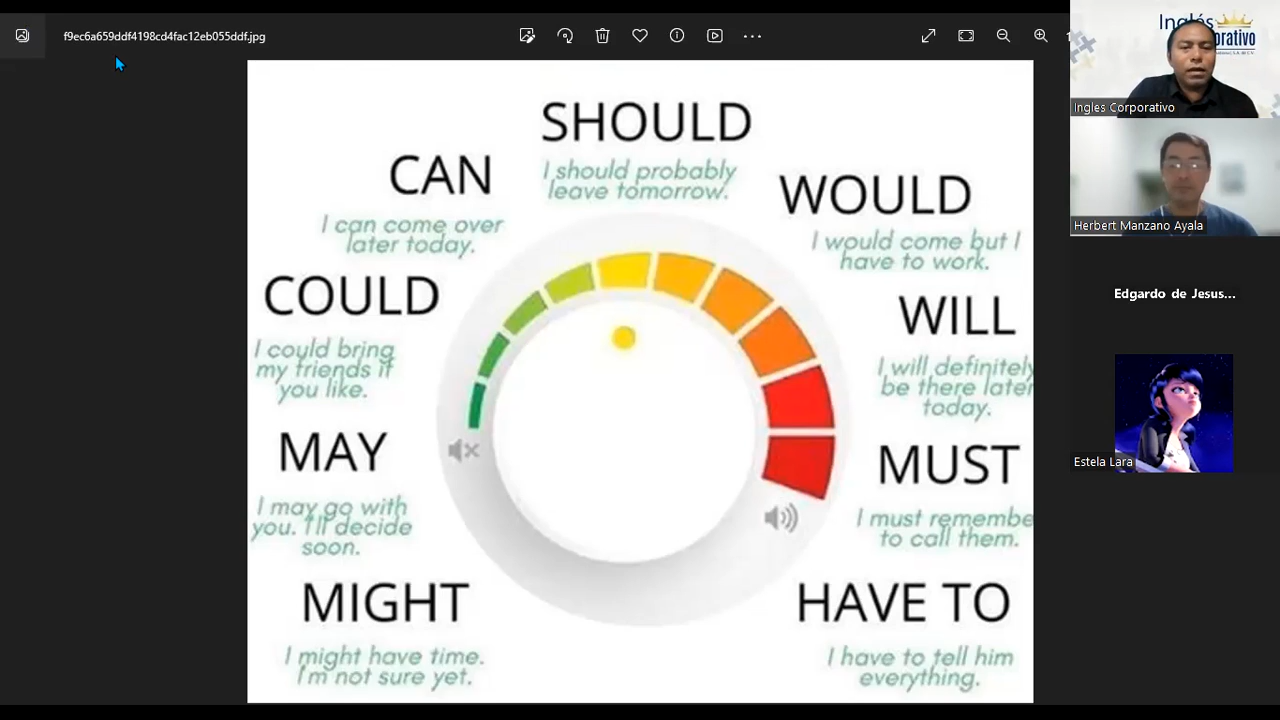 f9ec6a659ddf4198cd4fac12eb055ddf.jpg
SHOULD
I should probably
leave tomorrow.
CAN
I can come over
later today.
WOULD
I would come but I
have to work.
COULD
I could bring
my friends if
you like.
WILL
I will definitely
be there later
today.
MAY
I may go with
you. I'll decide
soon.
MUST
I must remembe
to call them.
MIGHT
I might have time.
I'm not sure yet.
HAVE TO
I have to tell him
everything.
Inglés
orativo
Ingles Corporativo
Herbert Manzano Ayala
Edgardo de Jesus...
Estela Lara